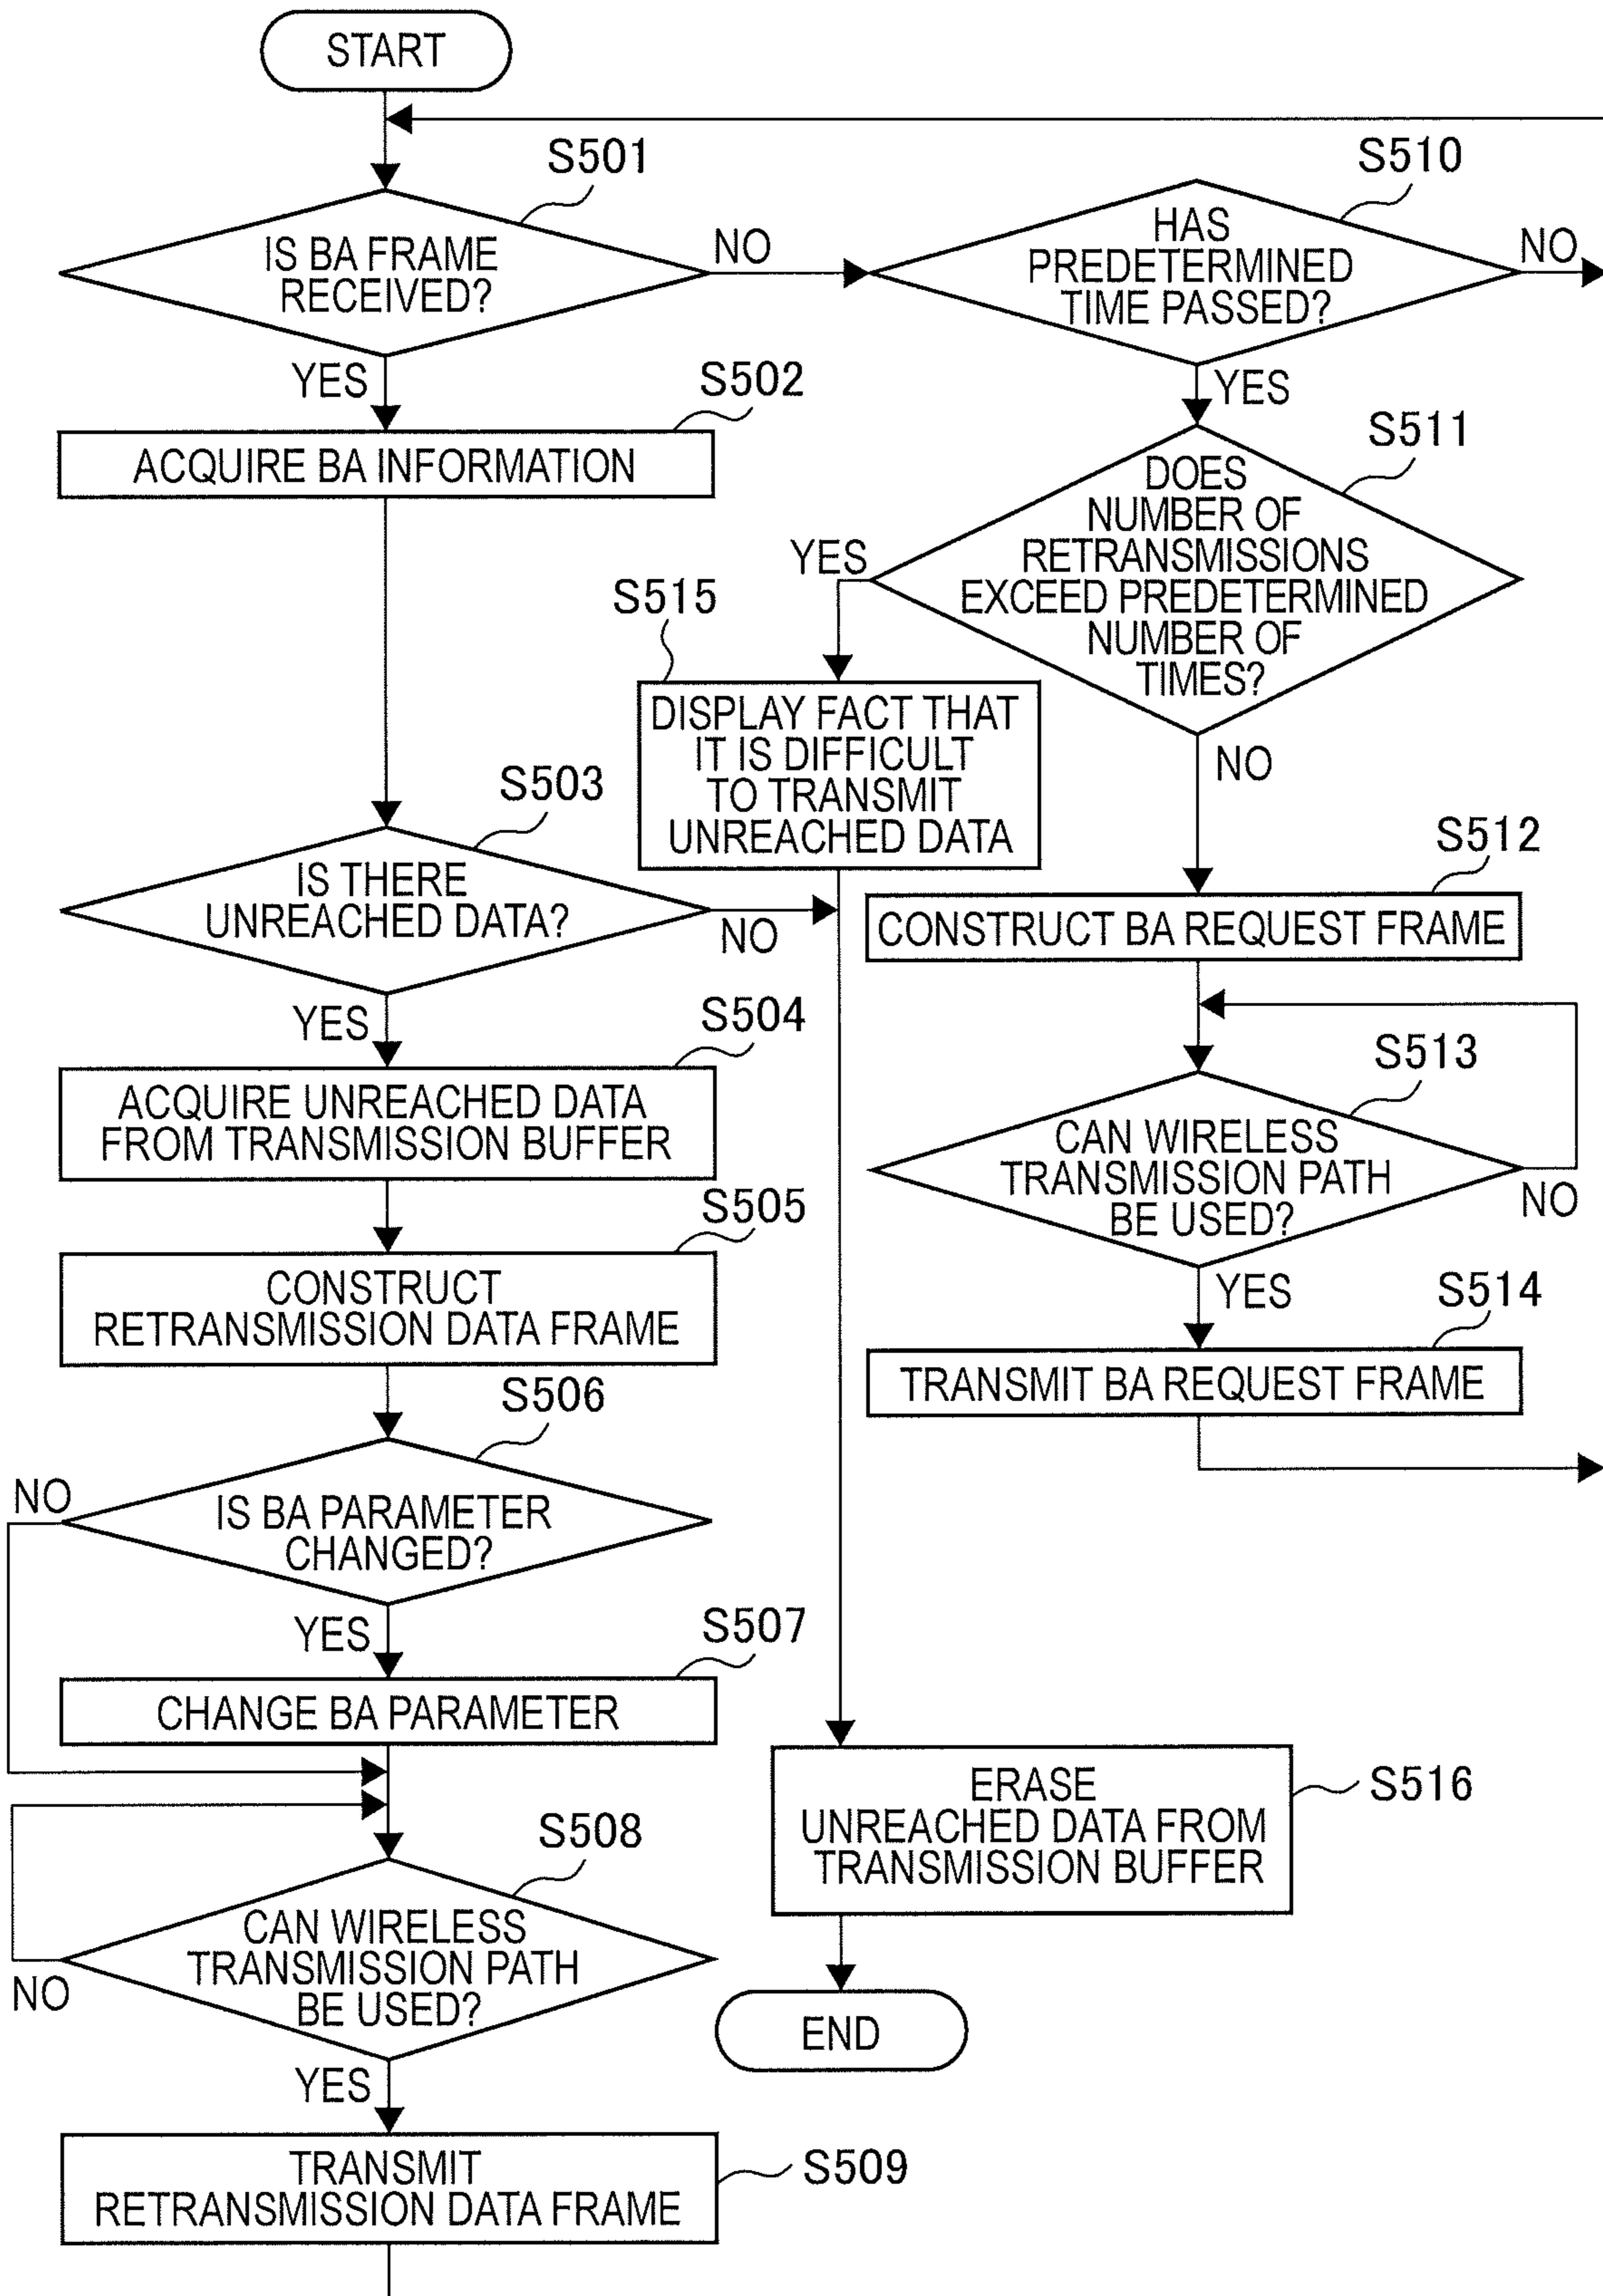 START
S501
IS BA FRAME
RECEIVED?
NO
YES
S510
HAS
PREDETERMINED
TIME PASSED?
NO
YES
S502
ACQUIRE BA INFORMATION
S511
DOES
NUMBER OF
RETRANSMISSIONS
EXCEED PREDETERMINED
NUMBER OF
TIMES?
YES
NO
S515
DISPLAY FACT THAT
IT IS DIFFICULT
TO TRANSMIT
UNREACHED DATA
S503
IS THERE
UNREACHED DATA?
NO
YES
S512
CONSTRUCT BA REQUEST FRAME
S504
ACQUIRE UNREACHED DATA
FROM TRANSMISSION BUFFER
S513
CAN WIRELESS
TRANSMISSION PATH
BE USED?
NO
YES
S505
CONSTRUCT
RETRANSMISSION DATA FRAME
S514
TRANSMIT BA REQUEST FRAME
S506
IS BA PARAMETER
CHANGED?
NO
YES
S507
CHANGE BA PARAMETER
S516
ERASE
UNREACHED DATA FROM
TRANSMISSION BUFFER
S508
CAN WIRELESS
TRANSMISSION PATH
BE USED?
NO
YES
END
S509
TRANSMIT
RETRANSMISSION DATA FRAME